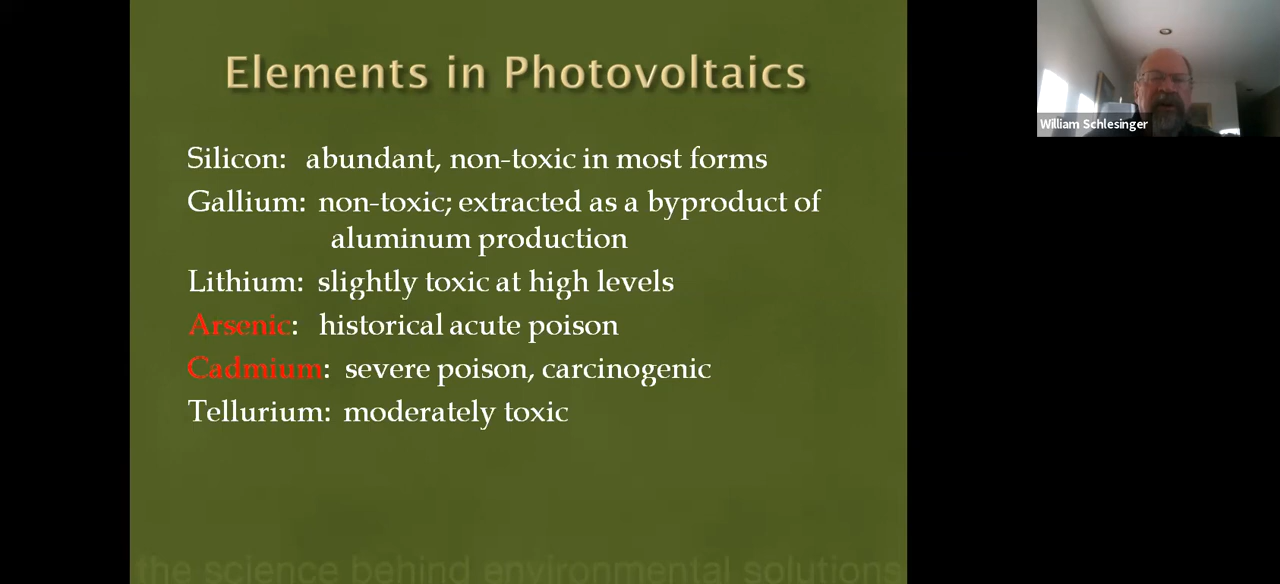 Elements in Photovoltaics
Silicon: abundant, non-toxic in most forms
Gallium: non-toxic; extracted as a byproduct of
aluminum production
Lithium: slightly toxic at high levels
Arsenic: historical acute poison
Cadmium: severe poison, carcinogenic
Tellurium: moderately toxic
the science behind environmental solutions
William Schlesinger